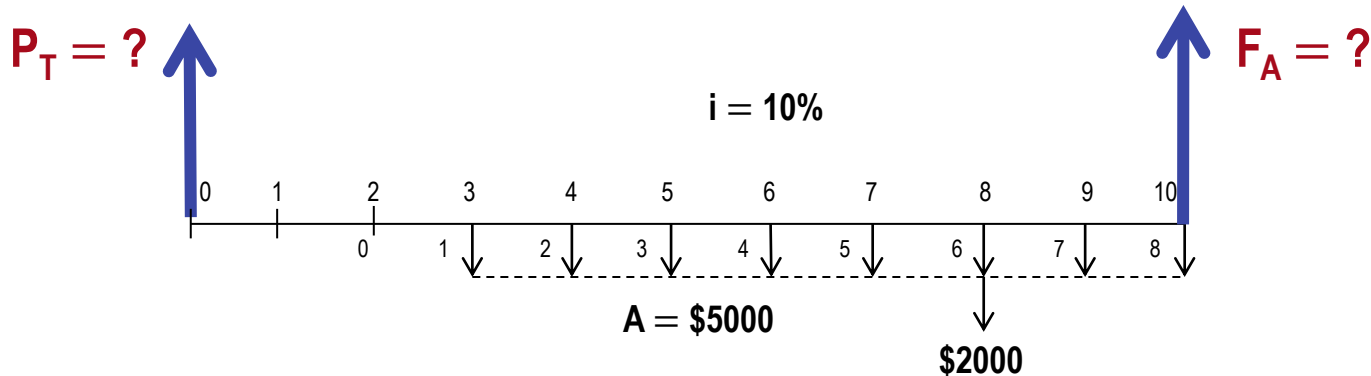 P_T = ?
F_A = ?
i = 10%
0 1 2 3 4 5 6 7 8 9 10
0 1 2 3 4 5 6 7 8
A = $5000
$2000